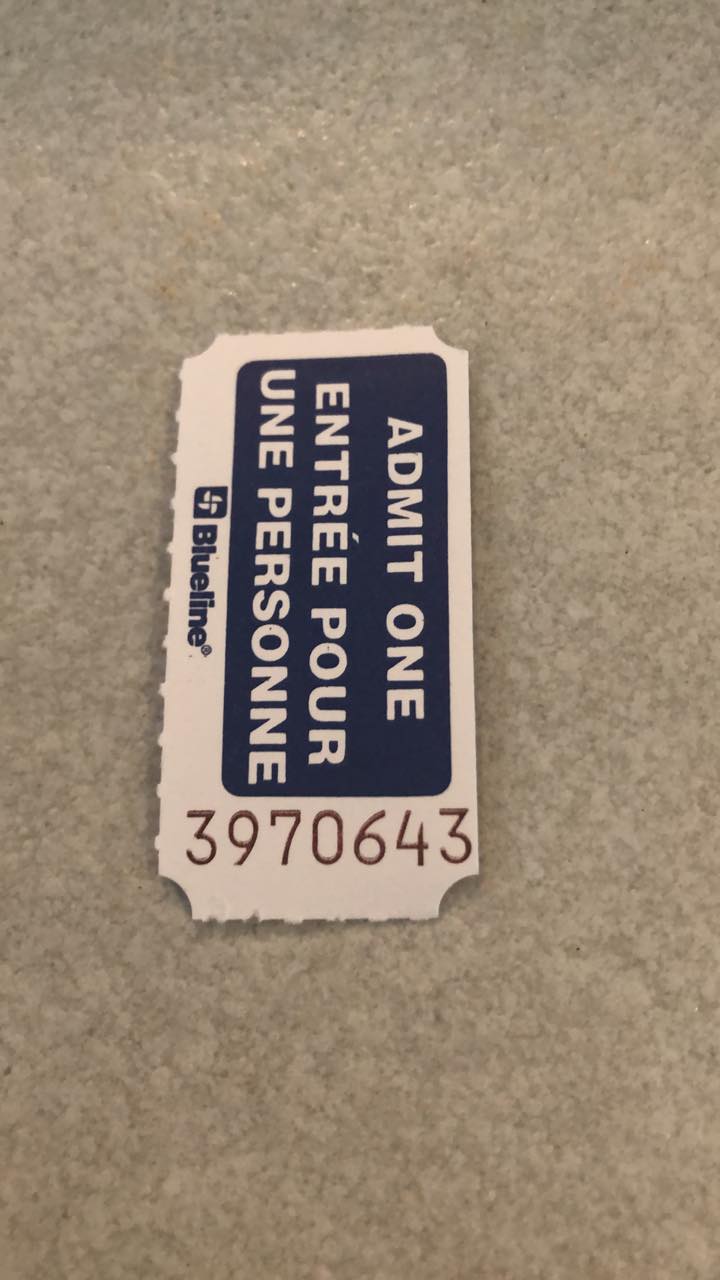 ADMIT ONE
ENTRÉE POUR
UNE PERSONNE
Blueline®
3970643